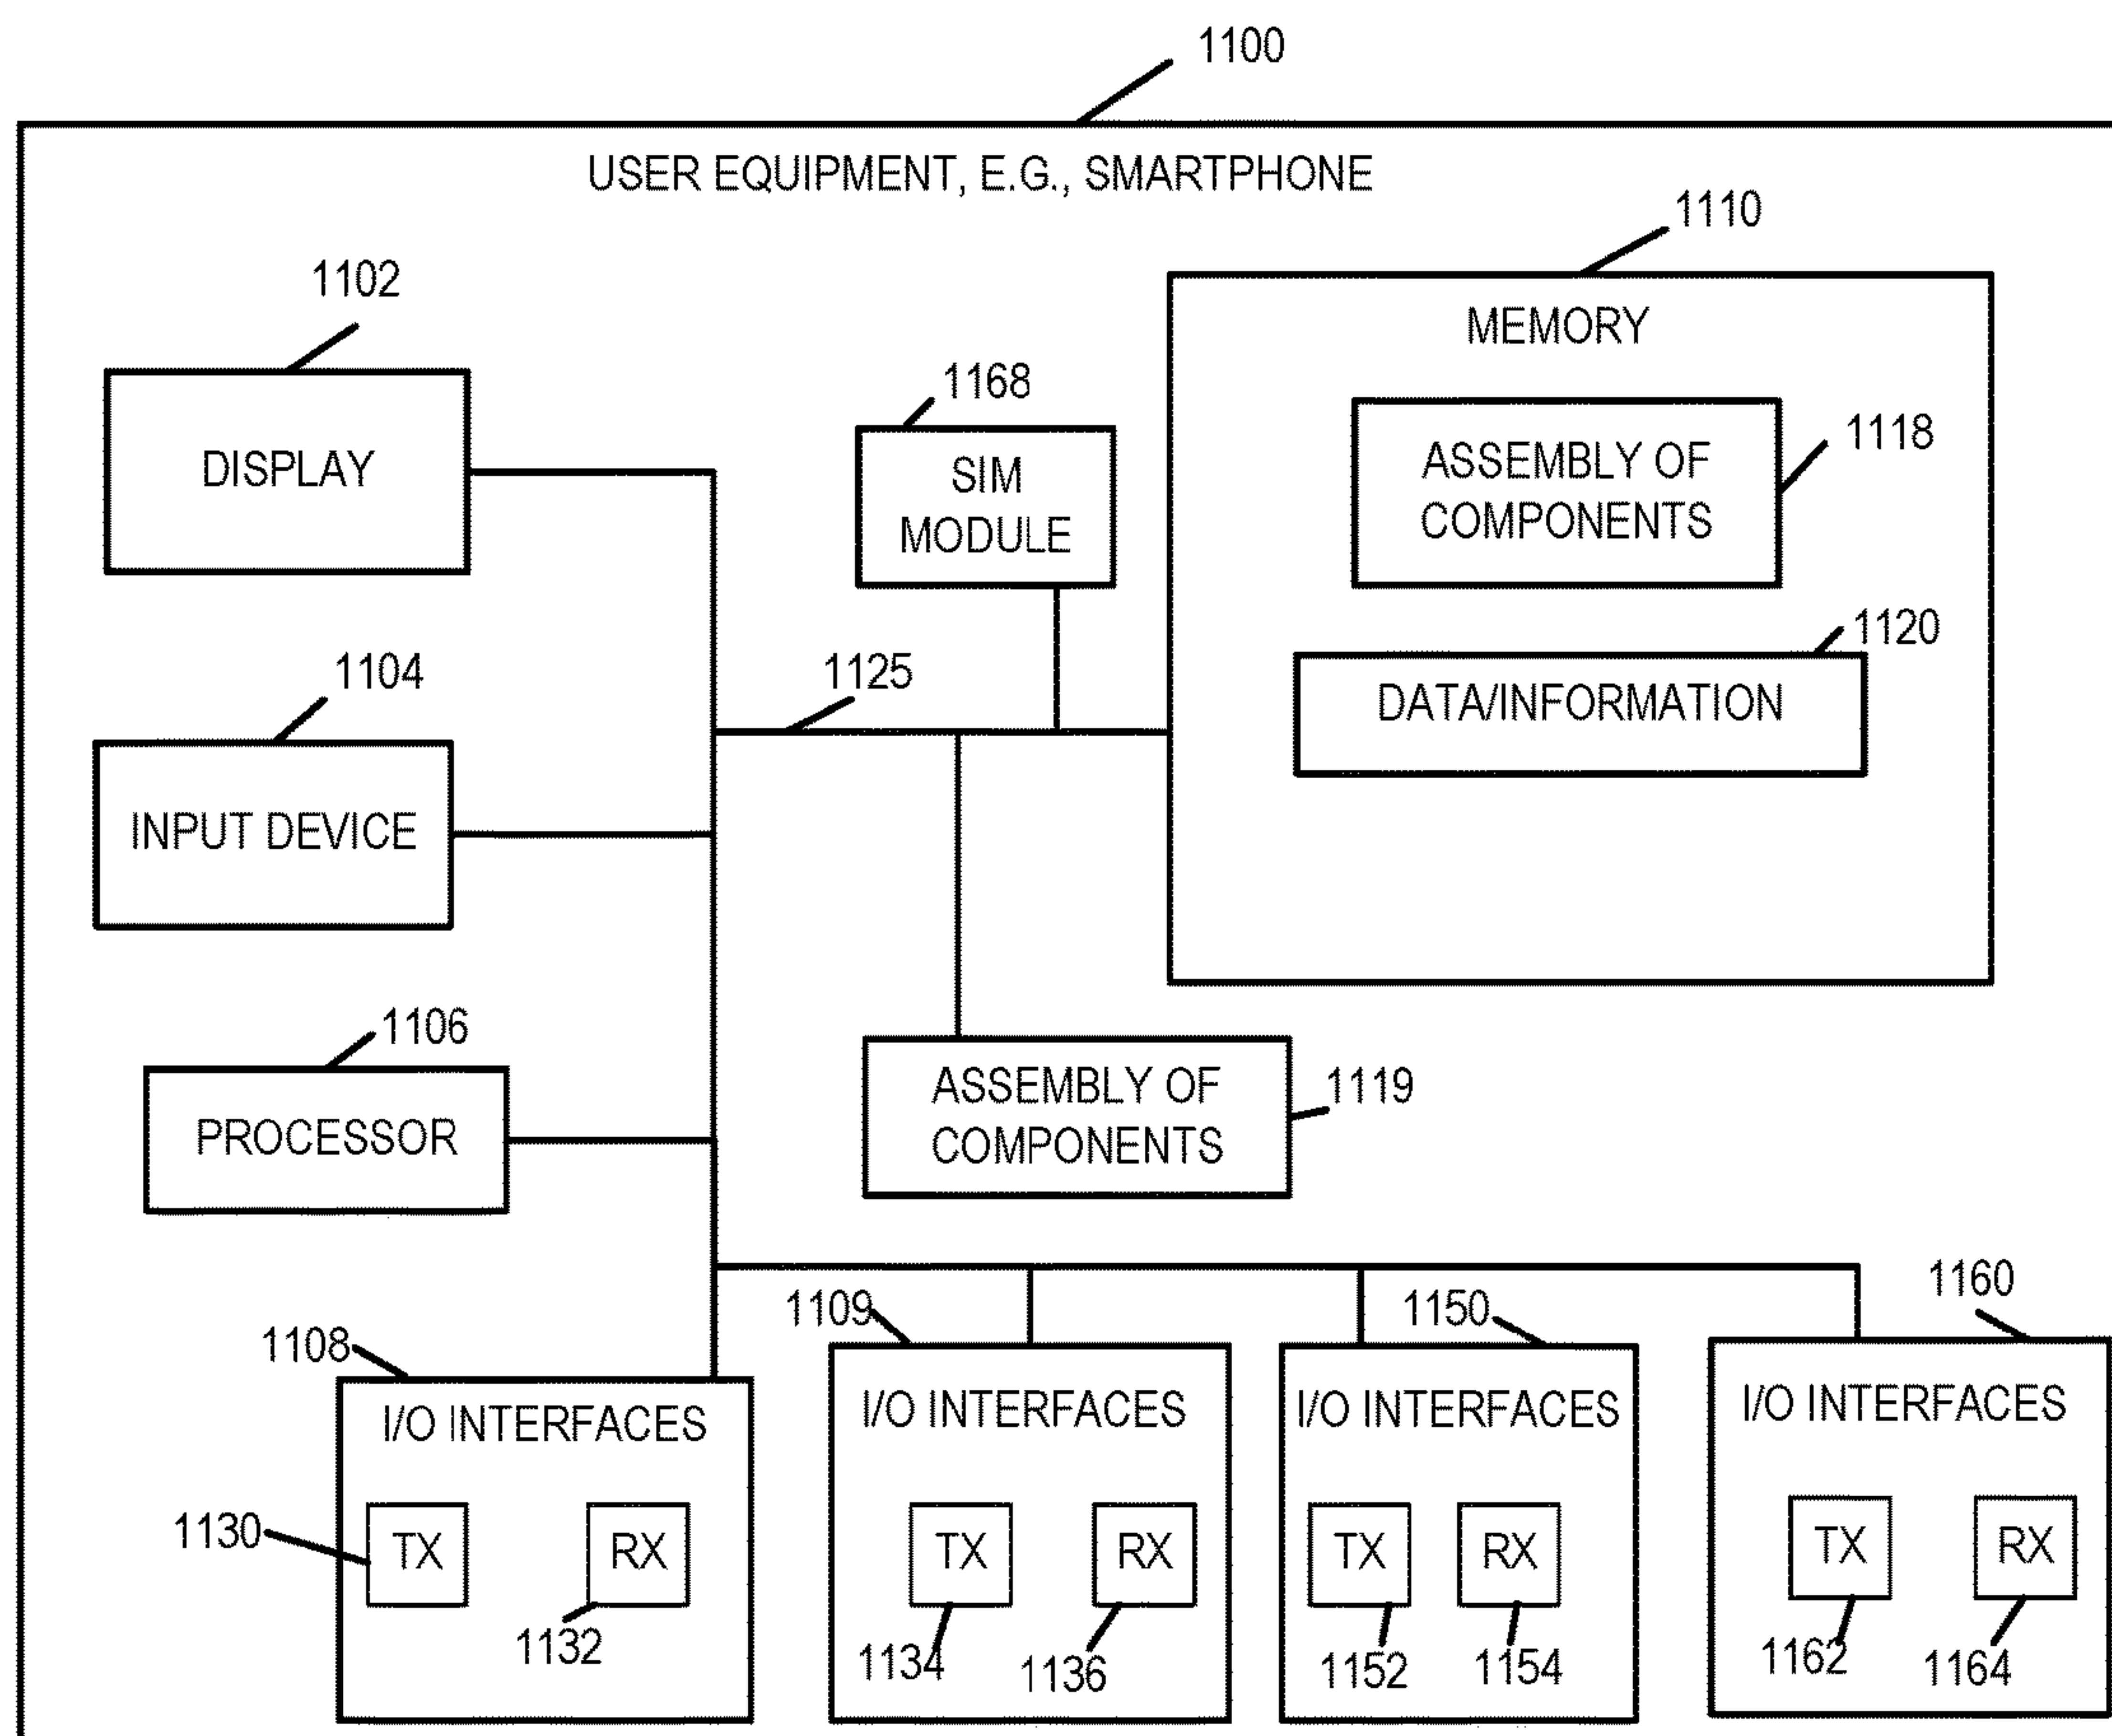 1100
USER EQUIPMENT, E.G., SMARTPHONE
1110
1102
MEMORY
1168
1118
DISPLAY
SIM
MODULE
ASSEMBLY OF
COMPONENTS
1120
1104
1125
DATA/INFORMATION
INPUT DEVICE
1106
PROCESSOR
ASSEMBLY OF
COMPONENTS
1119
1160
1109
1150
1108
I/O INTERFACES
I/O INTERFACES
I/O INTERFACES
I/O INTERFACES
1130
TX
RX
TX
RX
TX
RX
TX
RX
1132
1134
1136
1152
1154
1162
1164